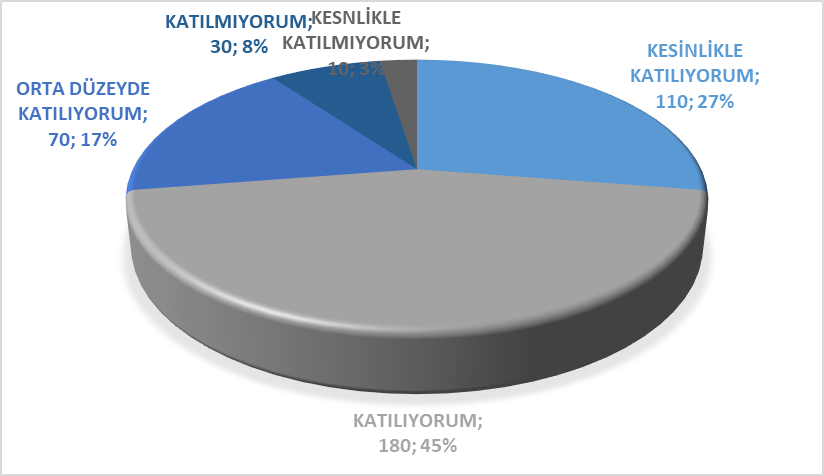 KATILMIYORUM;
30; 8%
KESNLİKLE
KATILMIYORUM;
10; 3%
KESİNLİKLE
KATILIYORUM;
110; 27%
ORTA DÜZEYDE
KATILIYORUM;
70; 17%
KATILIYORUM;
180; 45%